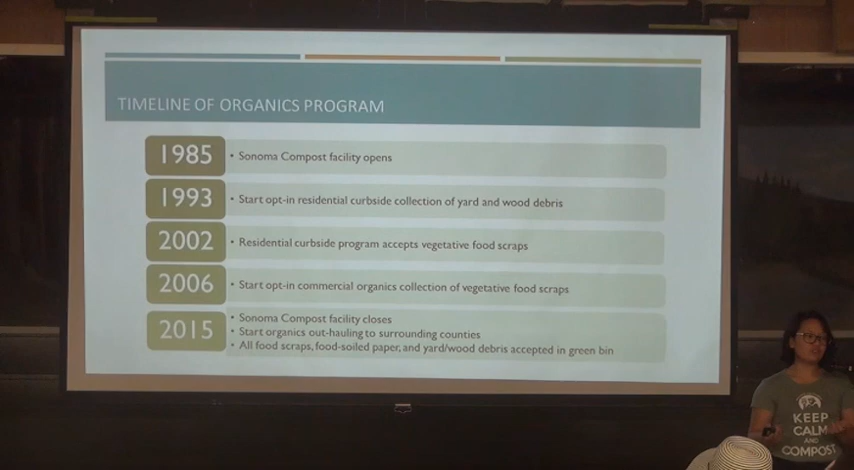 TIMELINE OF ORGANICS PROGRAM
1985
• Sonoma Compost facility opens
1993
• Start opt-in residential curbside collection of yard and wood debris
2002
• Residential curbside program accepts vegetative food scraps
2006
• Start opt-in commercial organics collection of vegetative food scraps
2015
• Sonoma Compost facility closes
• Start organics out-hauling to surrounding counties
• All food scraps, food-soiled paper, and yard/wood debris accepted in green bin
KEEP
CALM
AND
COMPOST